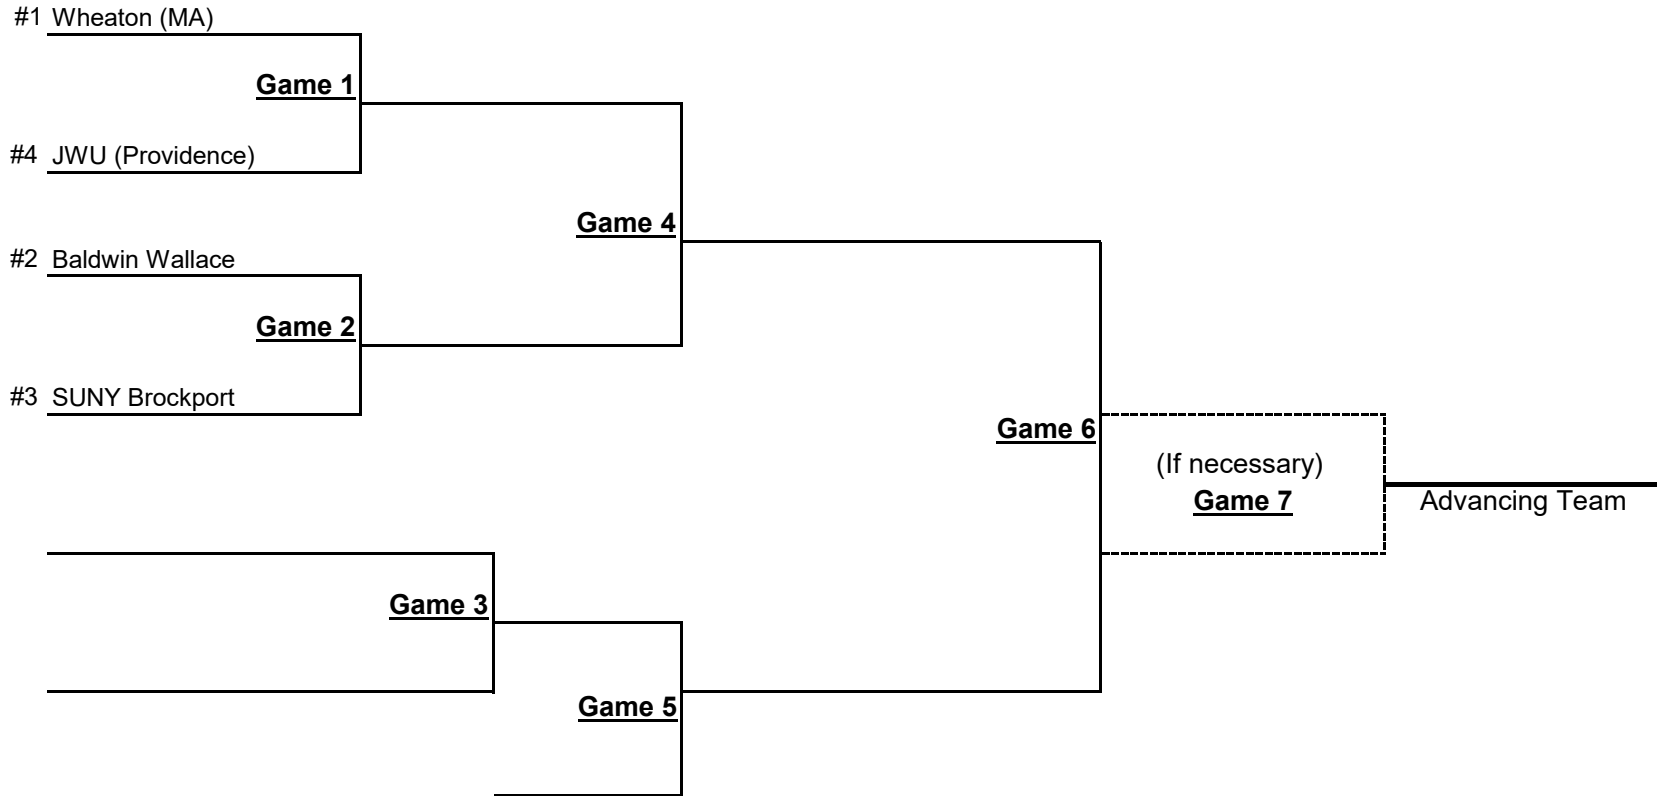 #1 Wheaton (MA)
Game 1
#4 JWU (Providence)
Game 4
#2 Baldwin Wallace
Game 2
#3 SUNY Brockport
Game 6
(If necessary)
Game 7
Advancing Team
Game 3
Game 5